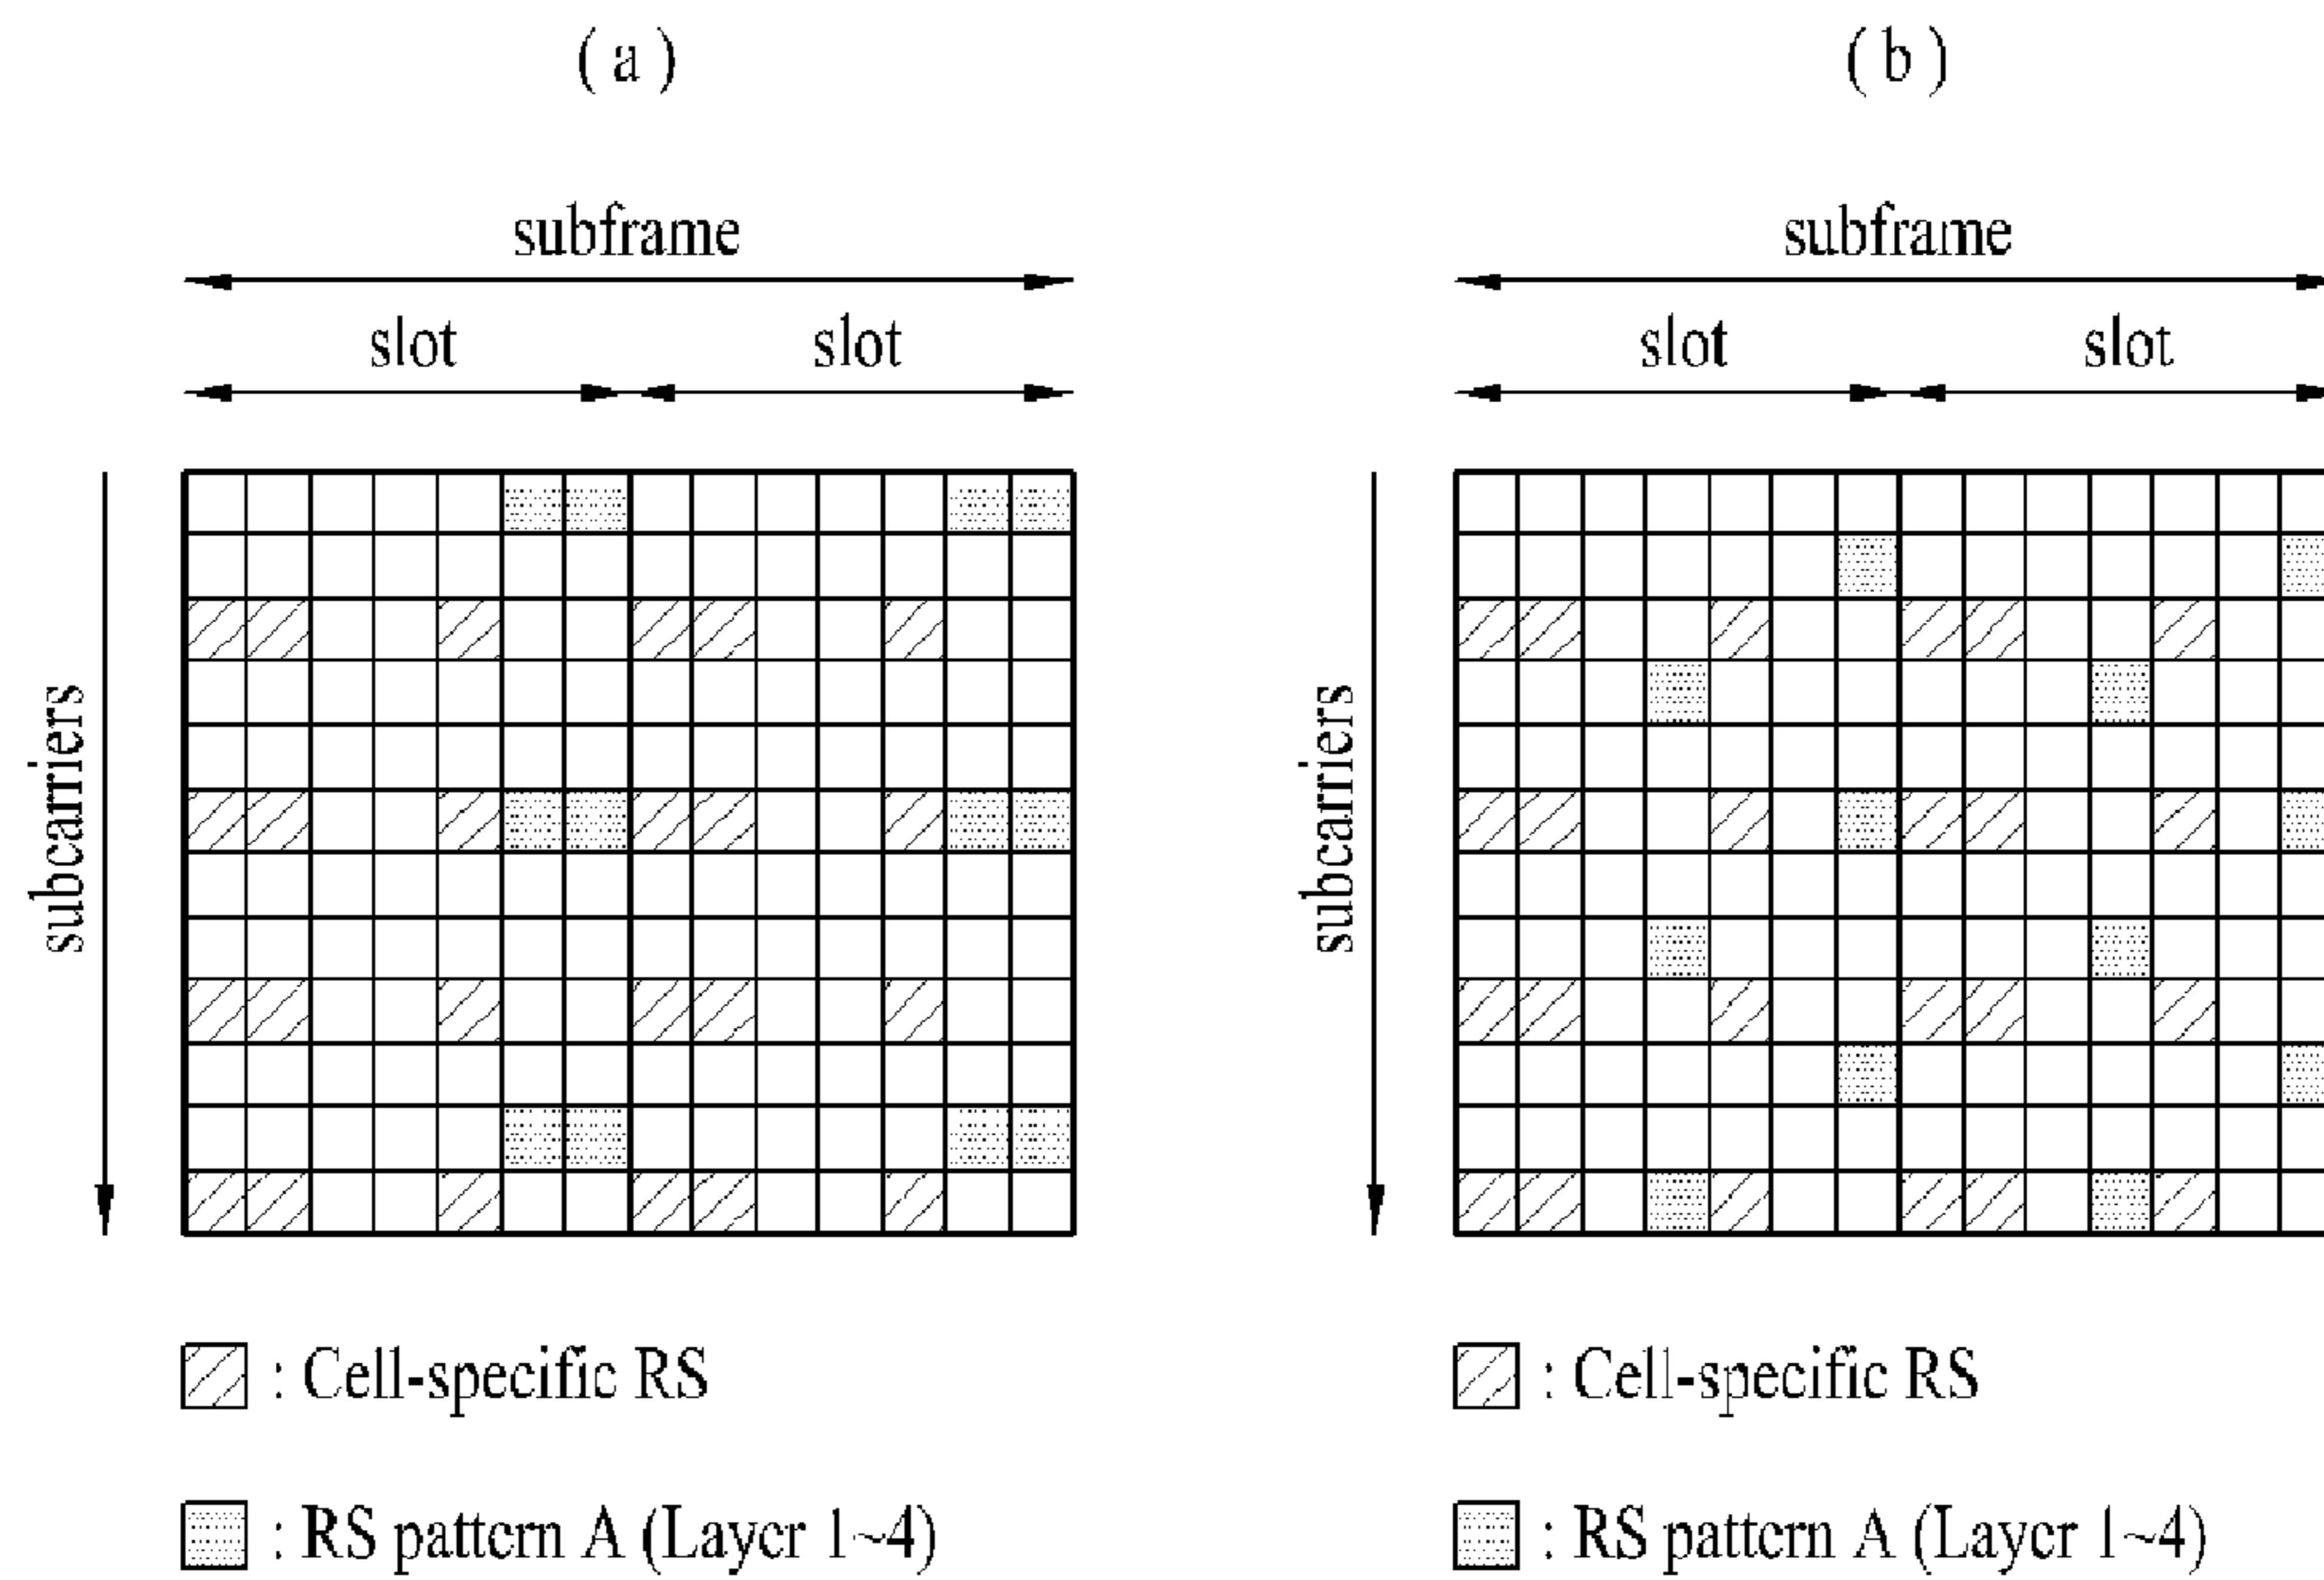 (a)
subframe
slot slot
subcarriers
: Cell-specific RS
: RS pattern A (Layer 1~4)
(b)
subframe
slot slot
subcarriers
: Cell-specific RS
: RS pattern A (Layer 1~4)